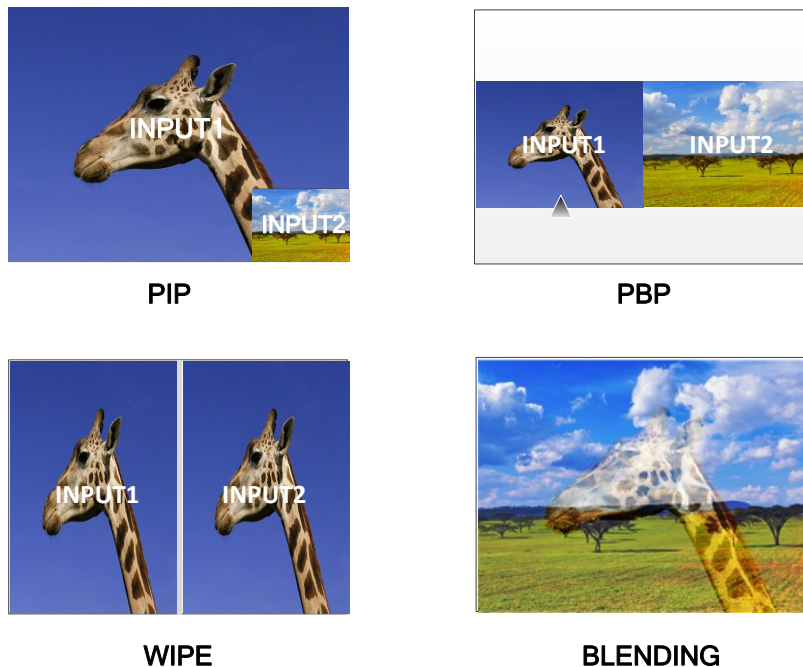 INPUT1
INPUT2
PIP
INPUT1 INPUT2
PBP
INPUT1 INPUT2
WIPE
BLENDING